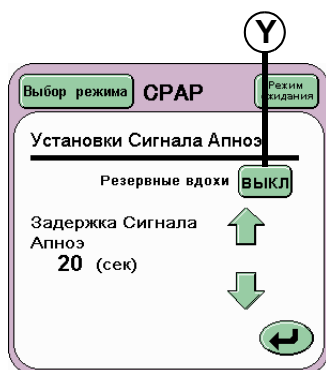 Y
Выбор режима CPAP Режим ожидания
Установки Сигнала Апноэ
Резервные вдохи ВЫКЛ
Задержка Сигнала
Апноэ
20 (сек)